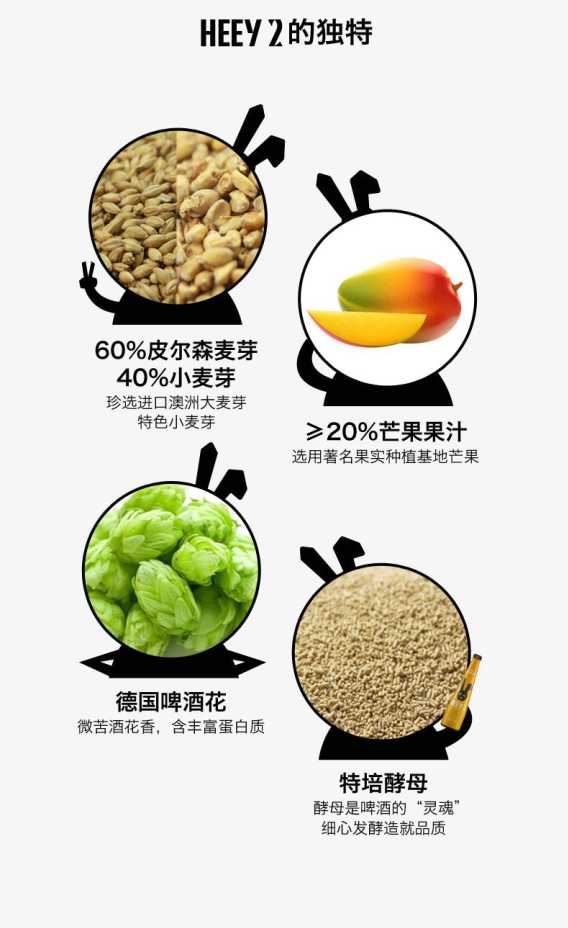 HEEY 2的独特
60%皮尔森麦芽
40%小麦芽
珍选进口澳洲大麦芽
特色小麦芽
≥20%芒果果汁
选用著名果实种植基地芒果
德国啤酒花
微苦酒花香，含丰富蛋白质
特培酵母
酵母是啤酒的“灵魂”
细心发酵造就品质